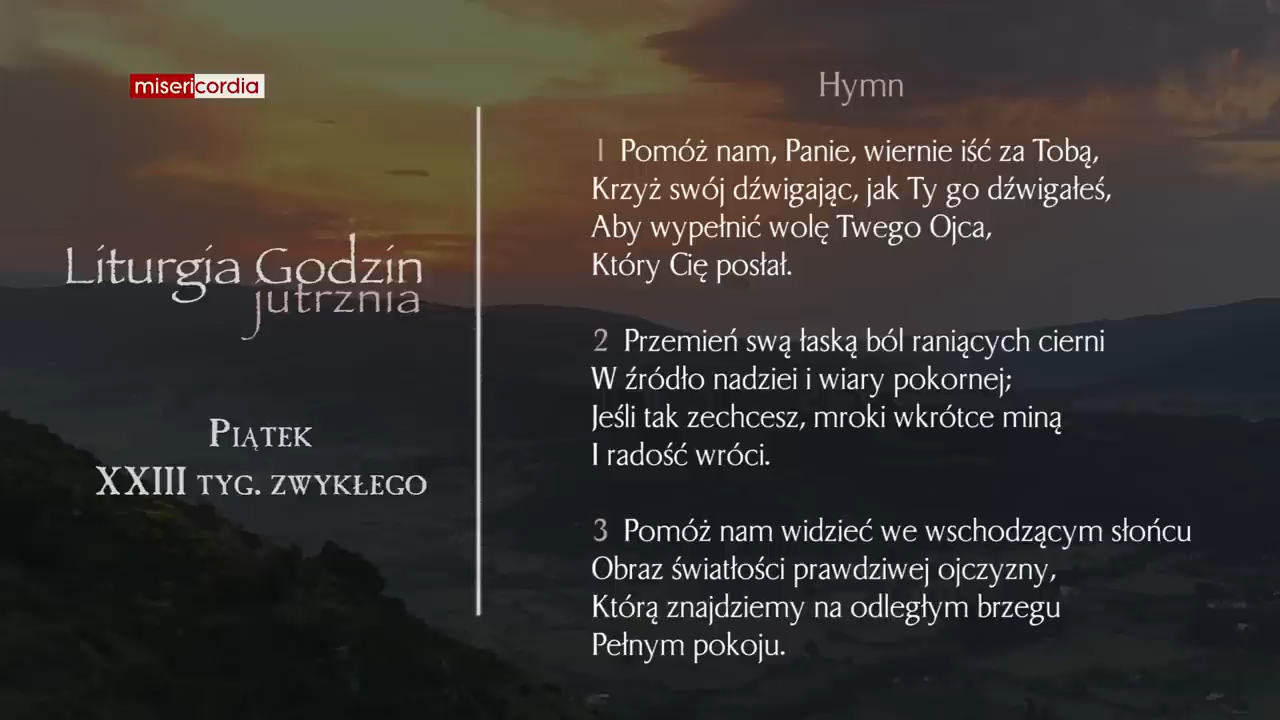 misericordia
Liturgia Godzin
jutrznia
Piątek
XXIII tyg. zwykłego
Hymn
1 Pomóż nam, Panie, wiernie iść za Tobą,
Krzyż swój dźwigając, jak Ty go dźwigałeś,
Aby wypełnić wolę Twego Ojca,
Który Cię posłał.
2 Przemień swą łaską ból raniących cierni
W źródło nadziei i wiary pokornej;
Jeśli tak zechcesz, mroki wkrótce miną
I radość wróci.
3 Pomóż nam widzieć we wschodzącym słońcu
Obraz światłości prawdziwej ojczyzny,
Którą znajdziemy na odległym brzegu
Pełnym pokoju.